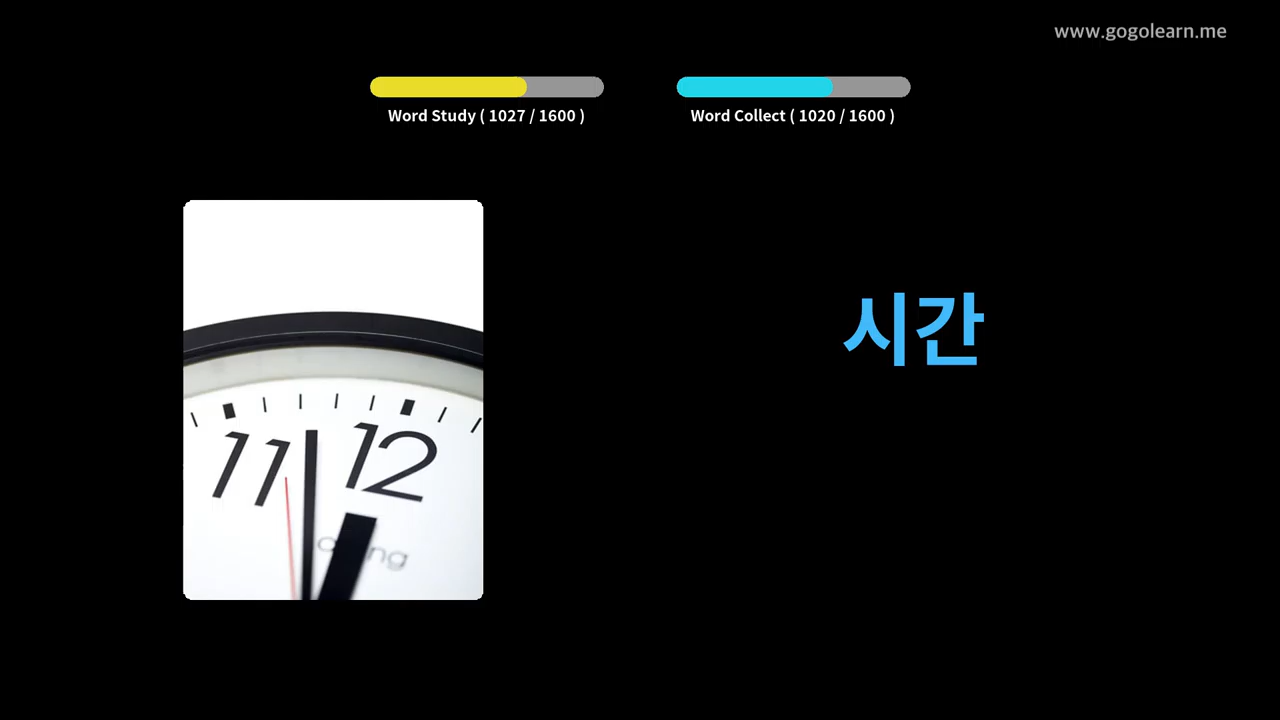 www.gogolearn.me
Word Study ( 1027 / 1600 )
Word Collect ( 1020 / 1600 )
시간
11 12